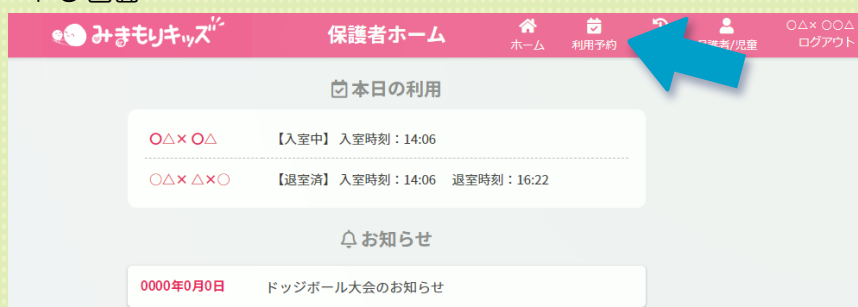 みまもりキッズ
保護者ホーム
ホーム
利用予約
護者/児童
○△× ○○△
ログアウト
本日の利用
○△× ○△ 【入室中】 入室時刻：14:06
○△× △×○ 【退室済】 入室時刻：14:06 退室時刻：16:22
お知らせ
0000年0月0日 ドッジボール大会のお知らせ